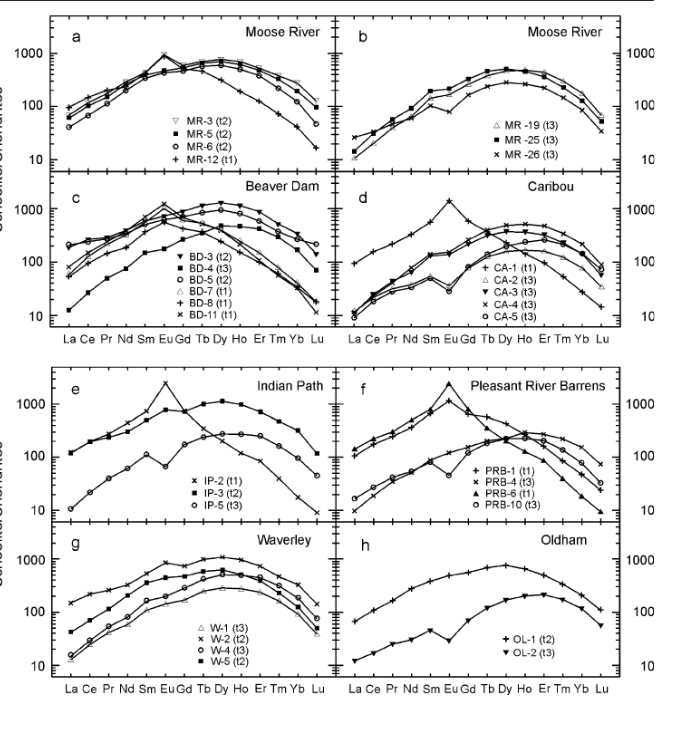 a Moose River
b Moose River
1000
100
10
1000
100
10
MR-3 (t2)
MR-5 (t2)
MR-6 (t2)
MR-12 (t1)
MR -19 (t3)
MR -25 (t3)
MR -26 (t3)
c Beaver Dam
d Caribou
1000
100
10
1000
100
10
BD-3 (t2)
BD-4 (t3)
BD-5 (t2)
BD-7 (t1)
BD-8 (t1)
BD-11 (t1)
CA-1 (t1)
CA-2 (t3)
CA-3 (t3)
CA-4 (t3)
CA-5 (t3)
La Ce Pr Nd Sm Eu Gd Tb Dy Ho Er Tm Yb Lu
La Ce Pr Nd Sm Eu Gd Tb Dy Ho Er Tm Yb Lu
e Indian Path
f Pleasant River Barrens
1000
100
10
1000
100
10
IP-2 (t1)
IP-3 (t2)
IP-5 (t3)
PRB-1 (t1)
PRB-4 (t3)
PRB-6 (t1)
PRB-10 (t3)
g Waverley
h Oldham
1000
100
10
1000
100
10
W-1 (t3)
W-2 (t2)
W-4 (t3)
W-5 (t2)
OL-1 (t2)
OL-2 (t3)
La Ce Pr Nd Sm Eu Gd Tb Dy Ho Er Tm Yb Lu
La Ce Pr Nd Sm Eu Gd Tb Dy Ho Er Tm Yb Lu